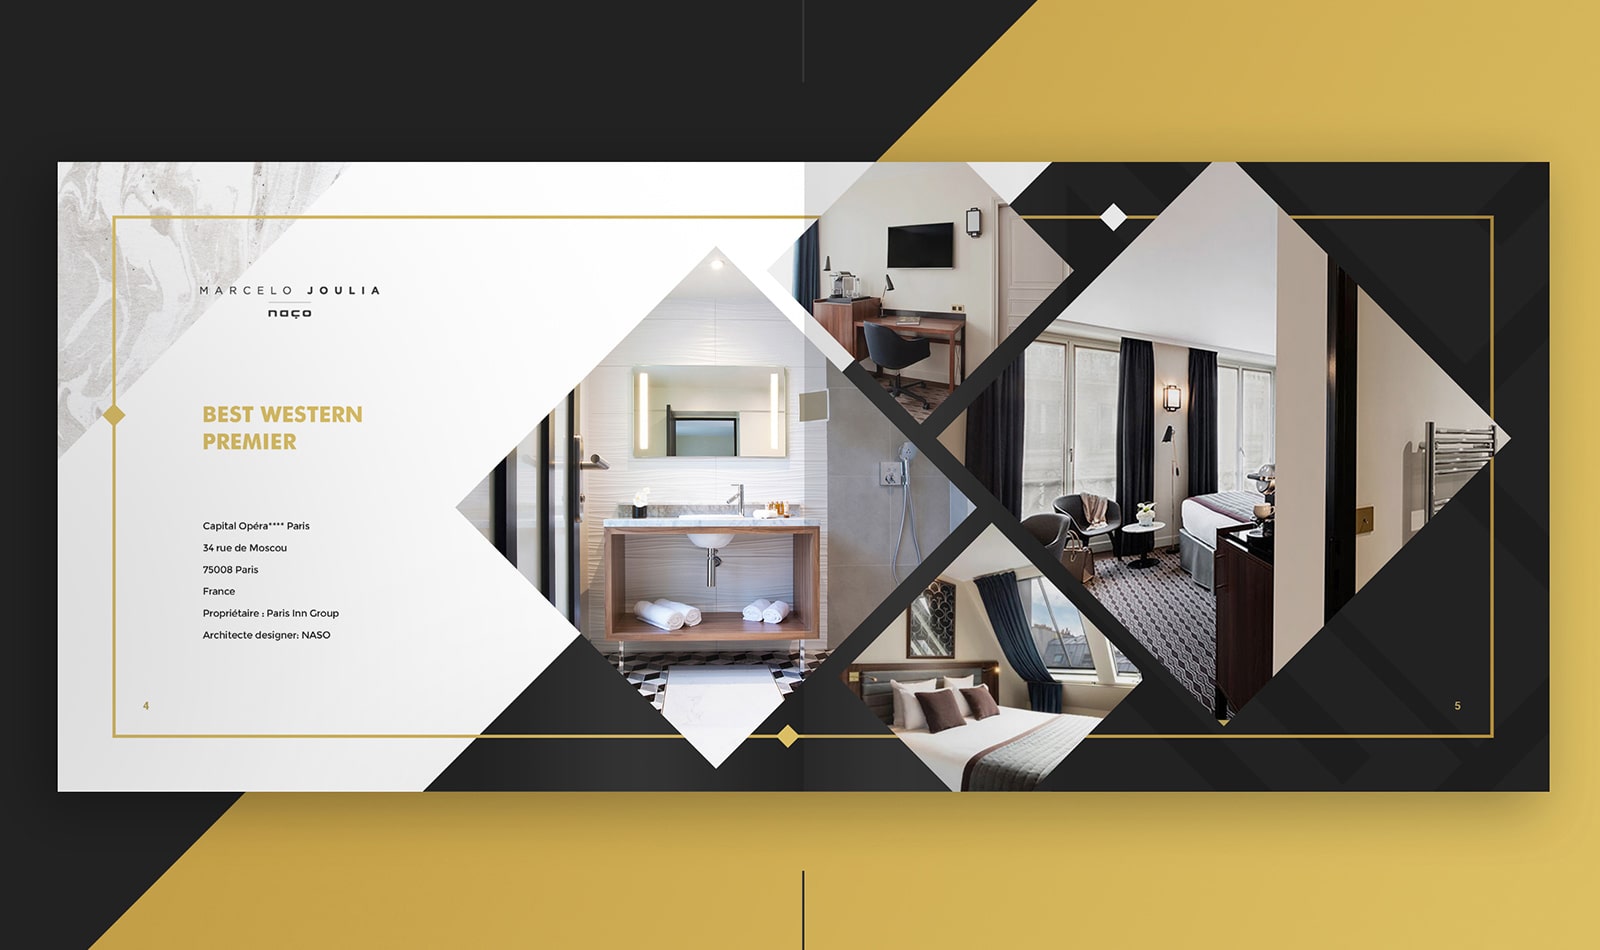 MARCELO JOULIA
naço
BEST WESTERN
PREMIER
Capital Opéra**** Paris
34 rue de Moscou
75008 Paris
France
Propriétaire : Paris Inn Group
Architecte designer: NASO
4
5